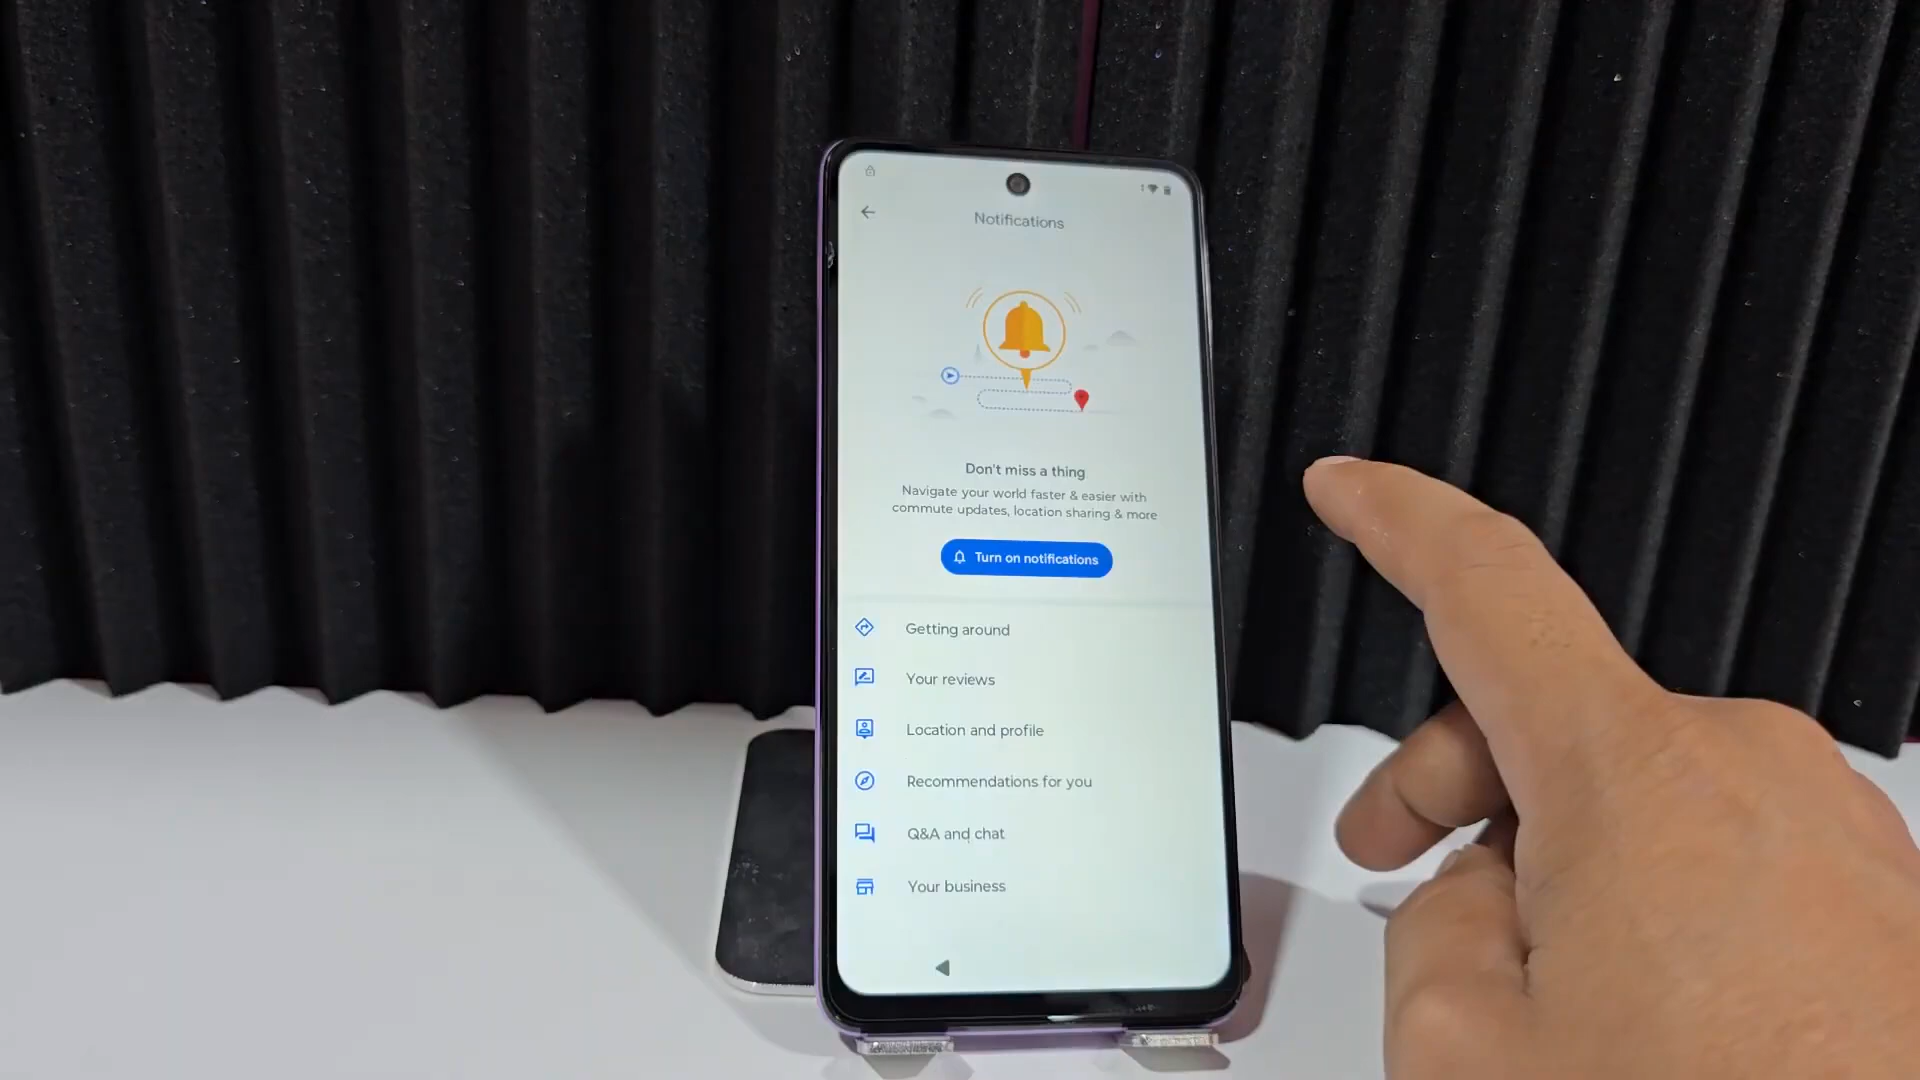 Notifications
Don't miss a thing
Navigate your world faster & easier with
commute updates, location sharing & more
Turn on notifications
Getting around
Your reviews
Location and profile
Recommendations for you
Q&A and chat
Your business